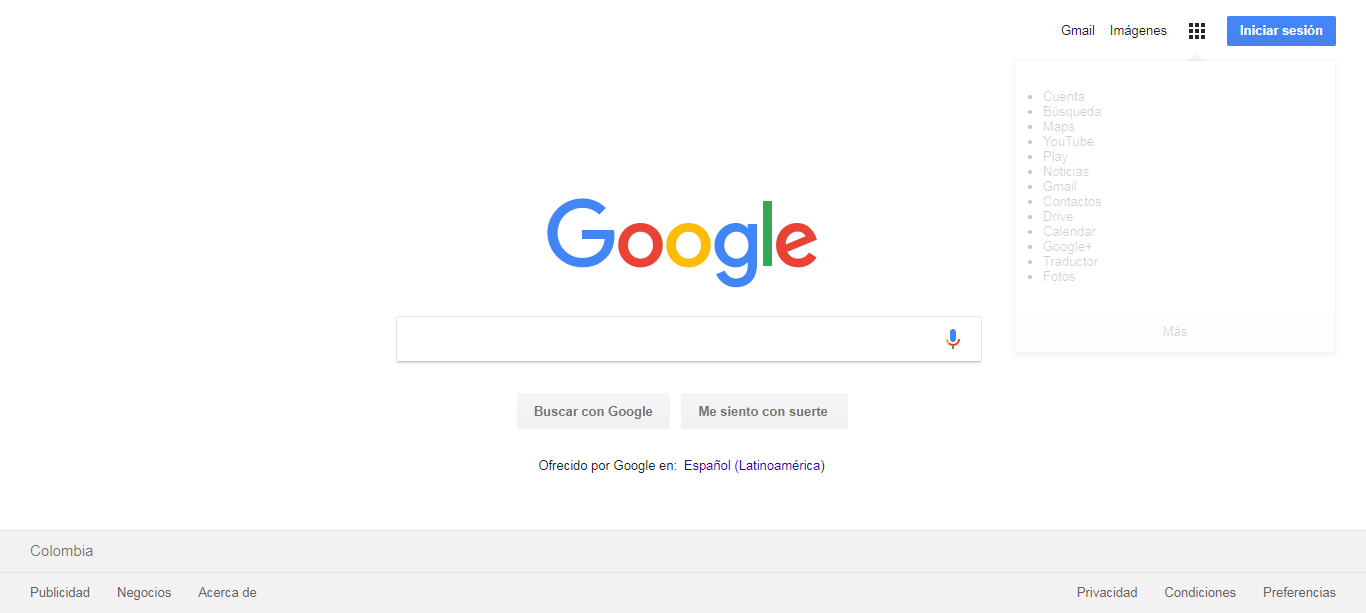 Gmail Imágenes Iniciar sesión
Cuenta
Búsqueda
Maps
YouTube
Play
Noticias
Gmail
Contactos
Drive
Calendar
Google+
Traductor
Fotos
Más
Google
Buscar con Google Me siento con suerte
Ofrecido por Google en: Español (Latinoamérica)
Colombia
Publicidad Negocios Acerca de Privacidad Condiciones Preferencias